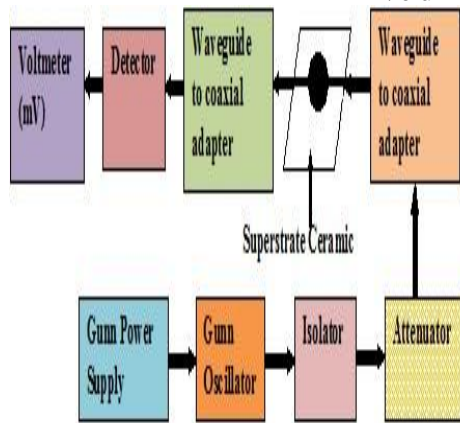 Voltmeter
(mV)
Detector
Waveguide
to coaxial
adapter
Waveguide
to coaxial
adapter
Superstrate Ceramic
Gunn Power
Supply
Gunn
Oscillator
Isolator
Attenuator